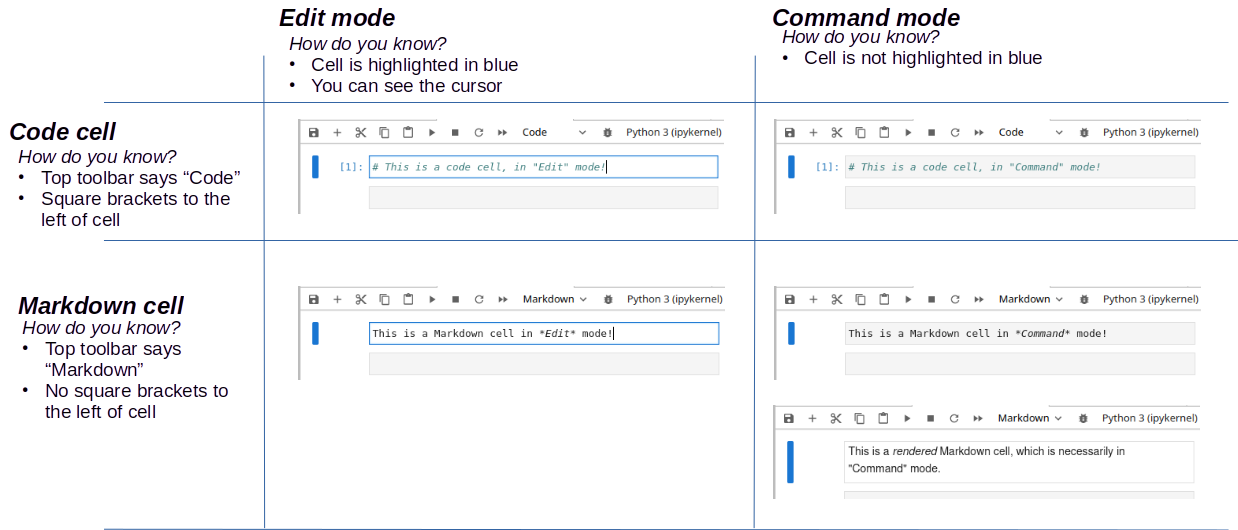 Edit mode
How do you know?
• Cell is highlighted in blue
• You can see the cursor
Command mode
How do you know?
• Cell is not highlighted in blue
Code cell
How do you know?
• Top toolbar says “Code”
• Square brackets to the
left of cell
Code
Python 3 (ipykernel)
[1]: # This is a code cell, in "Edit" mode!
Code
Python 3 (ipykernel)
[1]: # This is a code cell, in "Command" mode!
Markdown cell
How do you know?
• Top toolbar says
“Markdown”
• No square brackets to
the left of cell
Markdown
Python 3 (ipykernel)
This is a Markdown cell in *Edit* mode!
Markdown
Python 3 (ipykernel)
This is a Markdown cell in *Command* mode!
Markdown
Python 3 (ipykernel)
This is a rendered Markdown cell, which is necessarily in
"Command" mode.